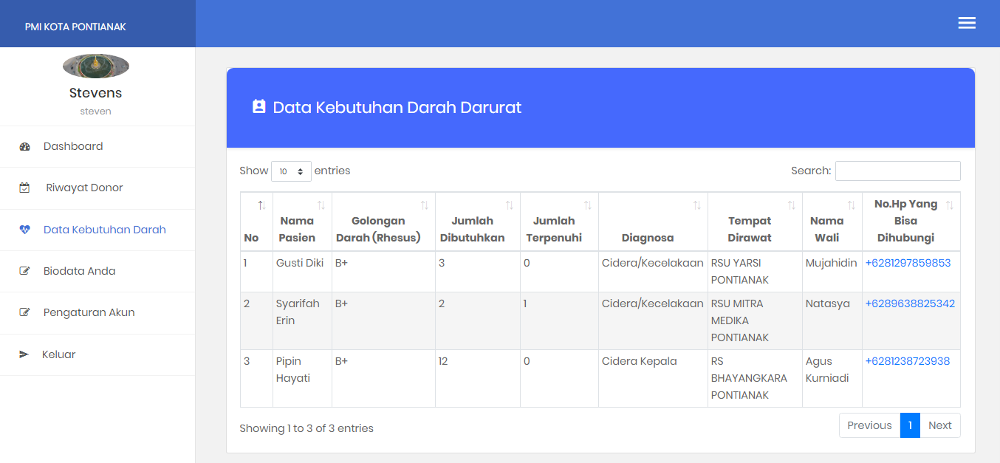 PMI KOTA PONTIANAK
Stevens
steven
Dashboard
Riwayat Donor
Data Kebutuhan Darah
Biodata Anda
Pengaturan Akun
Keluar
Data Kebutuhan Darah Darurat
Show 10 entries Search:
No Nama Pasien Golongan Darah (Rhesus) Jumlah Dibutuhkan Jumlah Terpenuhi Diagnosa Tempat Dirawat Nama Wali No.Hp Yang Bisa Dihubungi
1 Gusti Diki B+ 3 0 Cidera/Kecelakaan RSU YARSI PONTIANAK Mujahidin +6281297859853
2 Syarifah Erin B+ 2 1 Cidera/Kecelakaan RSU MITRA MEDIKA PONTIANAK Natasya +6289638825342
3 Pipin Hayati B+ 12 0 Cidera Kepala RS BHAYANGKARA PONTIANAK Agus Kurniadi +6281238723938
Showing 1 to 3 of 3 entries
Previous 1 Next